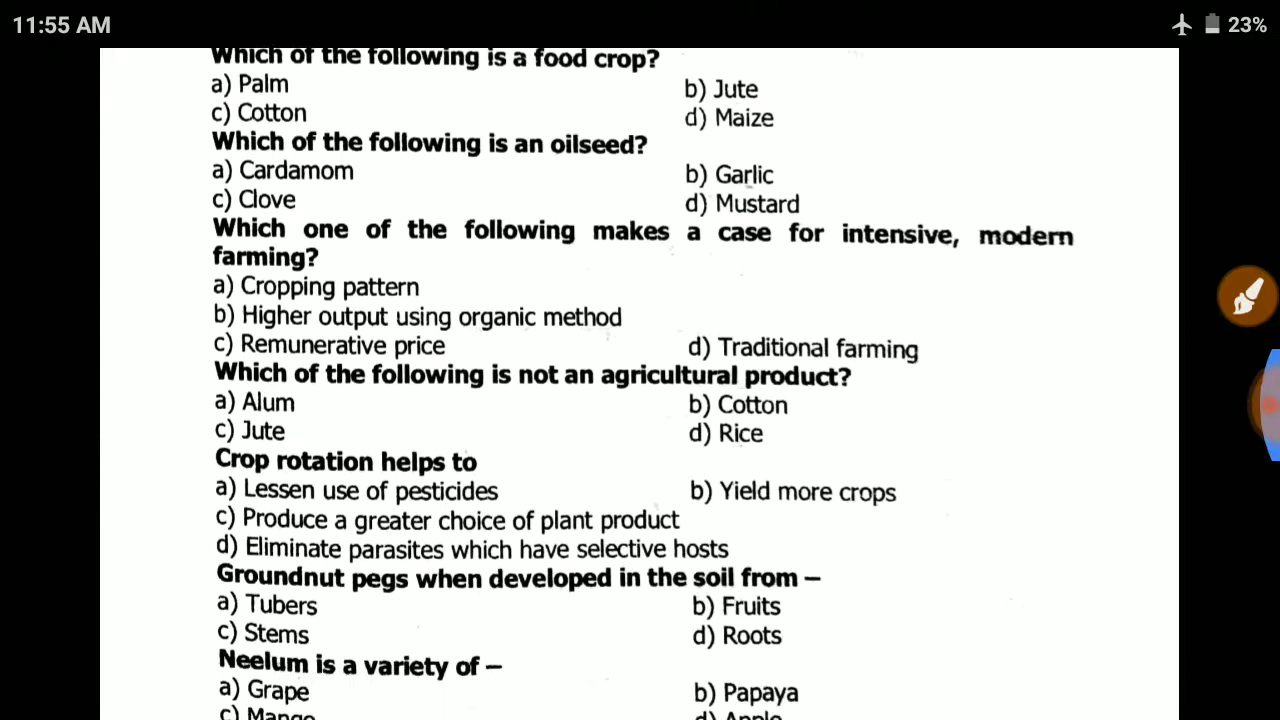 11:55 AM 23%
Which of the following is a food crop?
a) Palm b) Jute
c) Cotton d) Maize
Which of the following is an oilseed?
a) Cardamom b) Garlic
c) Clove d) Mustard
Which one of the following makes a case for intensive, modern
farming?
a) Cropping pattern
b) Higher output using organic method
c) Remunerative price d) Traditional farming
Which of the following is not an agricultural product?
a) Alum b) Cotton
c) Jute d) Rice
Crop rotation helps to
a) Lessen use of pesticides b) Yield more crops
c) Produce a greater choice of plant product
d) Eliminate parasites which have selective hosts
Groundnut pegs when developed in the soil from –
a) Tubers b) Fruits
c) Stems d) Roots
Neelum is a variety of –
a) Grape b) Papaya
c) Mango d) Apple